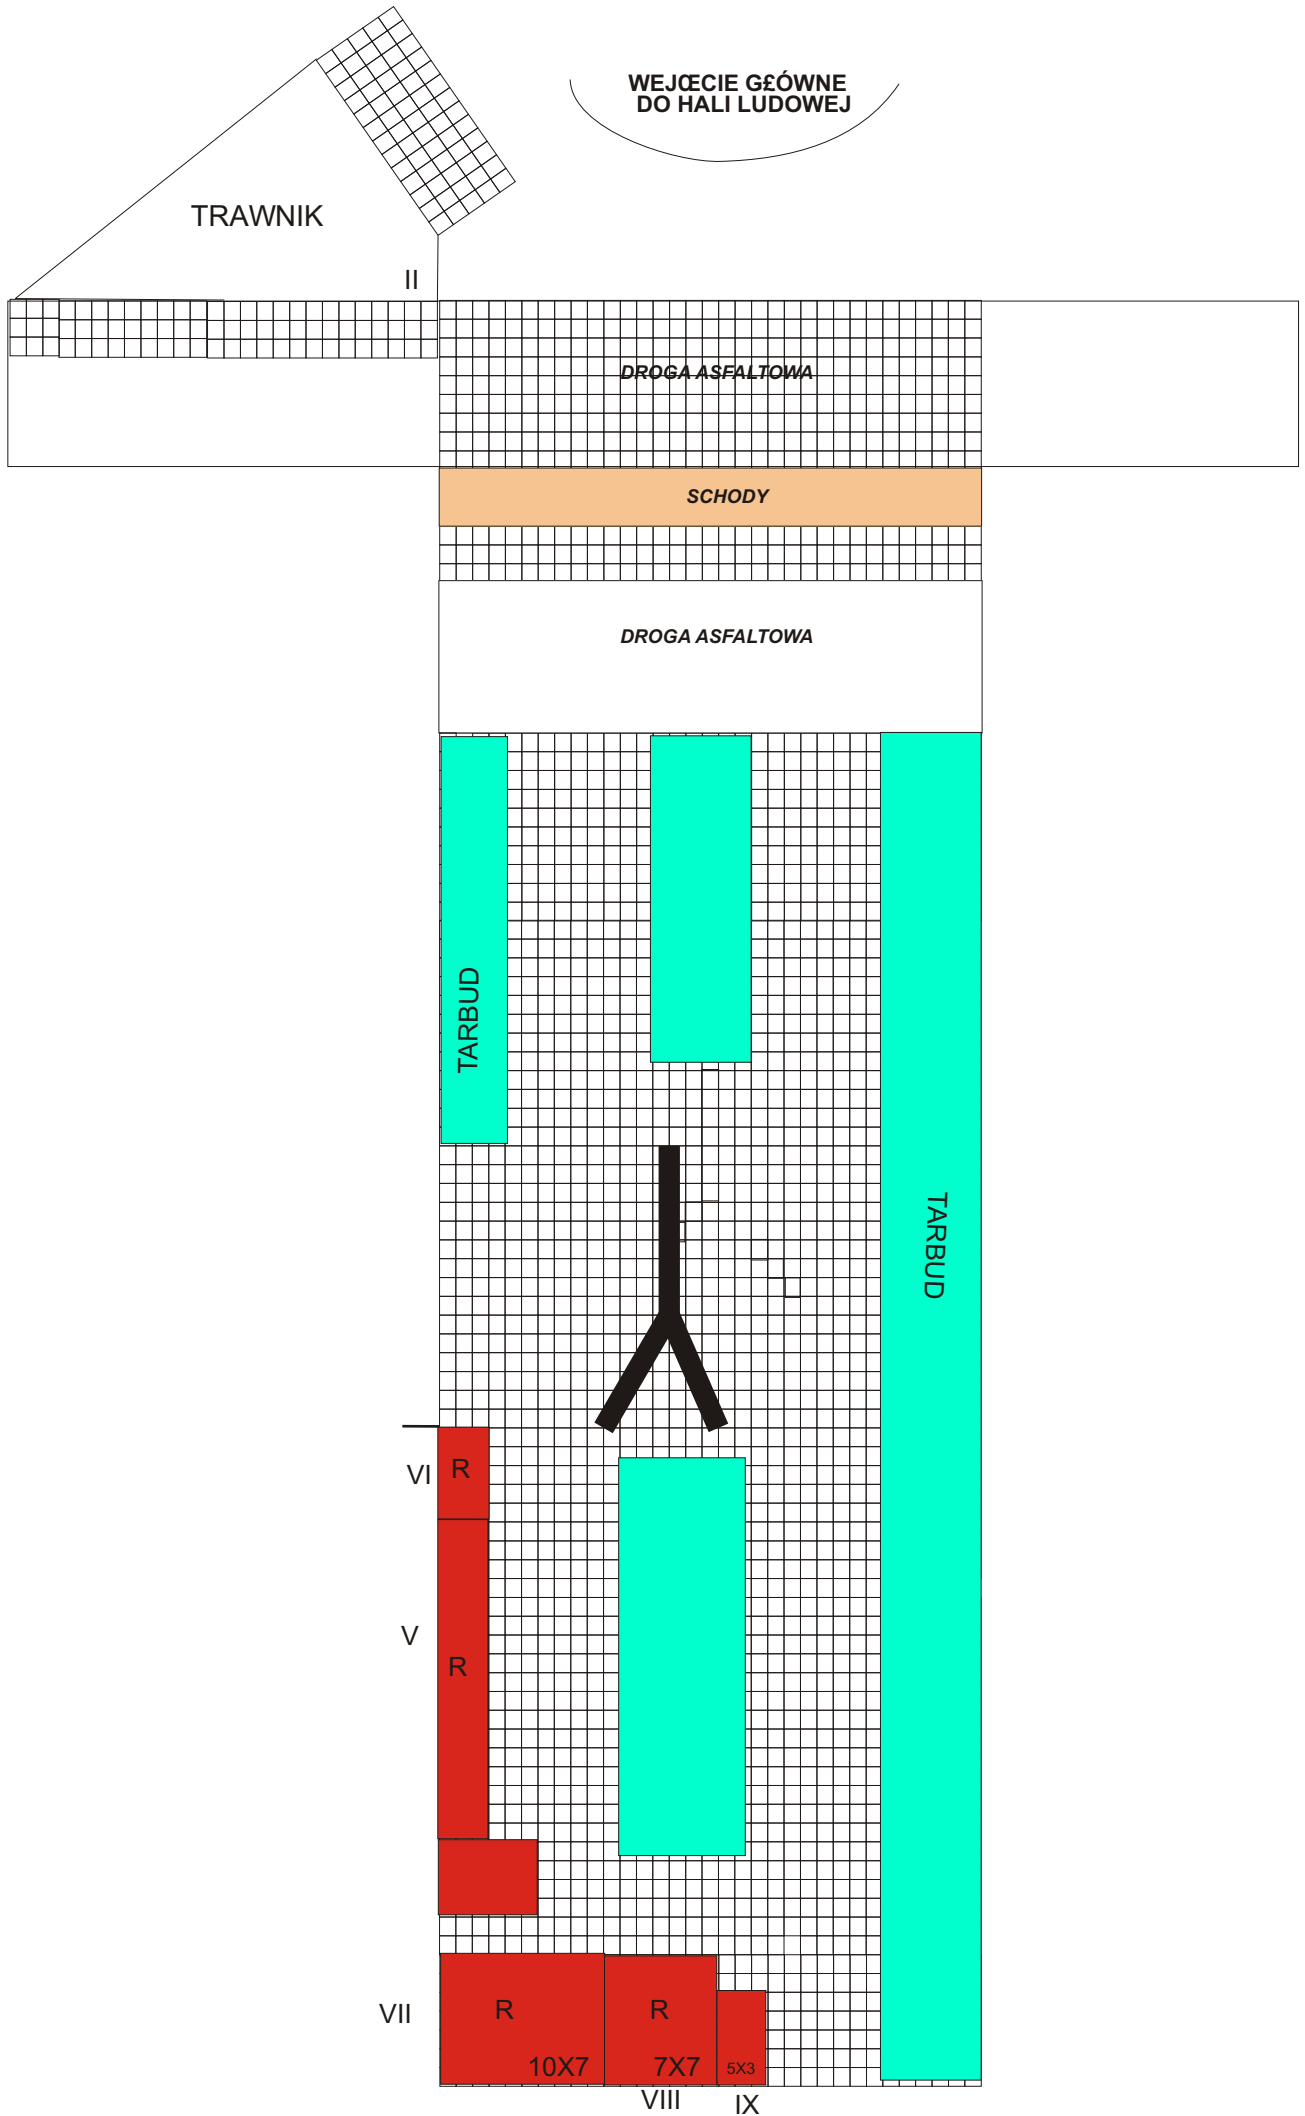 WEJŒCIE G£ÓWNE
DO HALI LUDOWEJ
TRAWNIK
II
DROGA ASFALTOWA
SCHODY
DROGA ASFALTOWA
TARBUD
TARBUD
VI
R
V
R
VII
R
R
10X7
7X7
5X3
VIII
IX